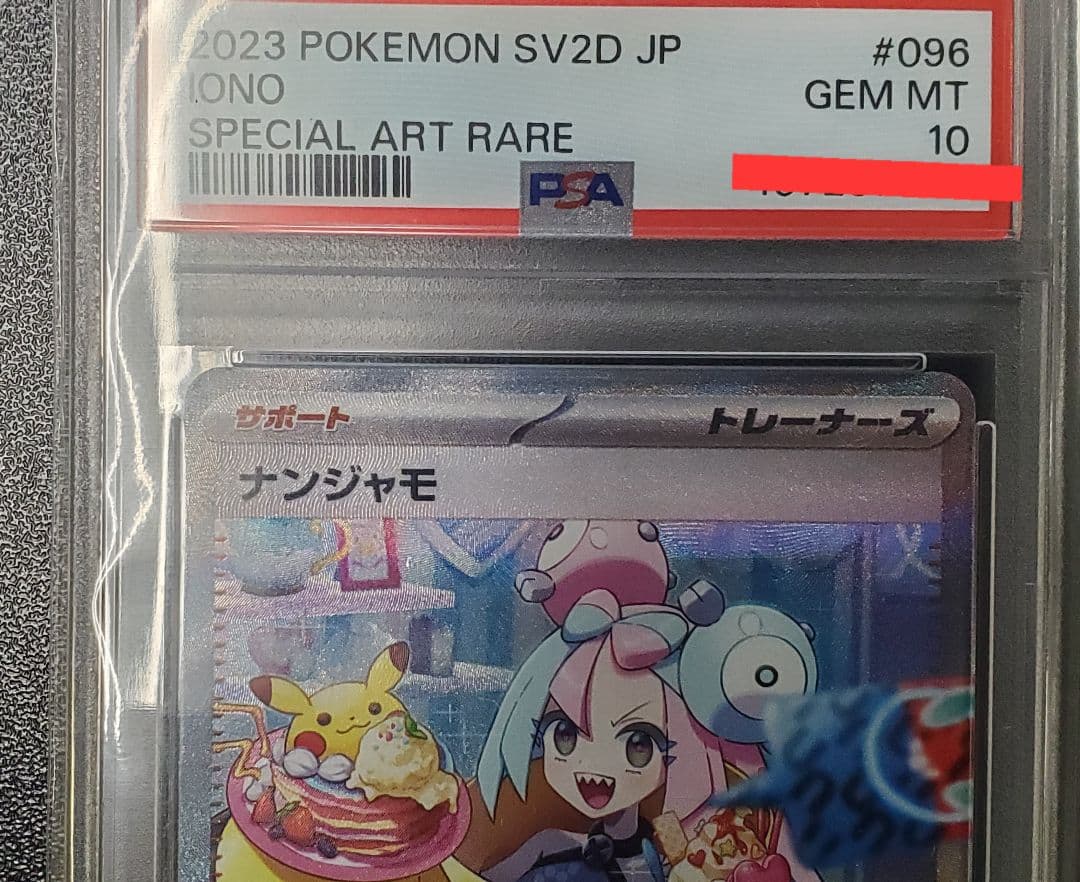 2023 POKEMON SV2D JP #096
IONO GEM MT
SPECIAL ART RARE 10
PSA
サポート トレーナーズ
ナンジャモ